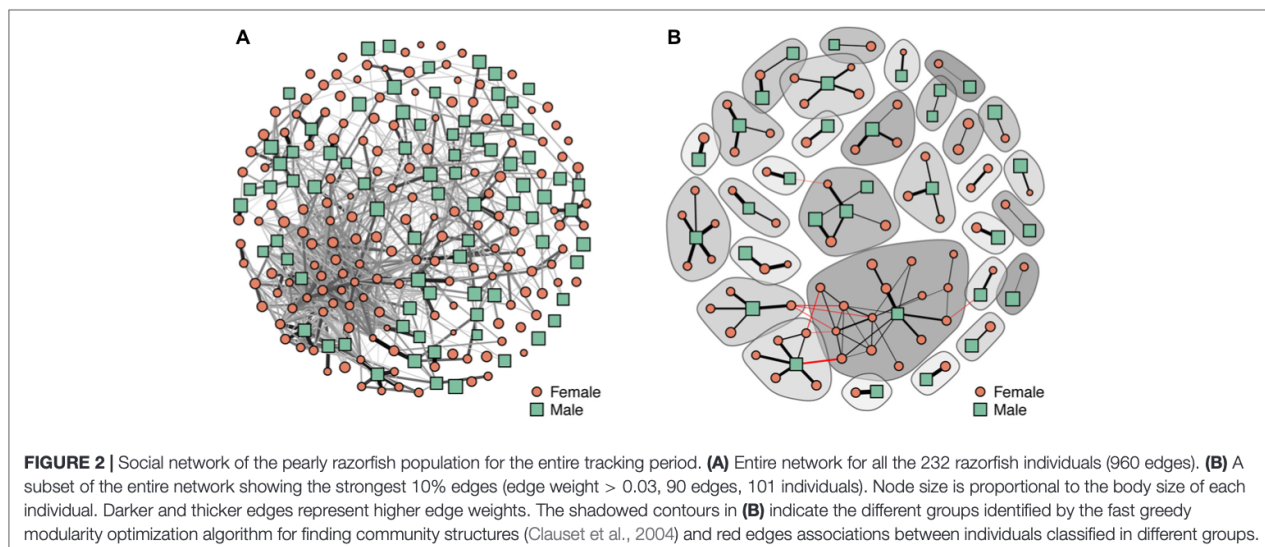 A
B
Female
Male
Female
Male
FIGURE 2 | Social network of the pearly razorfish population for the entire tracking period. (A) Entire network for all the 232 razorfish individuals (960 edges). (B) A
subset of the entire network showing the strongest 10% edges (edge weight > 0.03, 90 edges, 101 individuals). Node size is proportional to the body size of each
individual. Darker and thicker edges represent higher edge weights. The shadowed contours in (B) indicate the different groups identified by the fast greedy
modularity optimization algorithm for finding community structures (Clauset et al., 2004) and red edges associations between individuals classified in different groups.